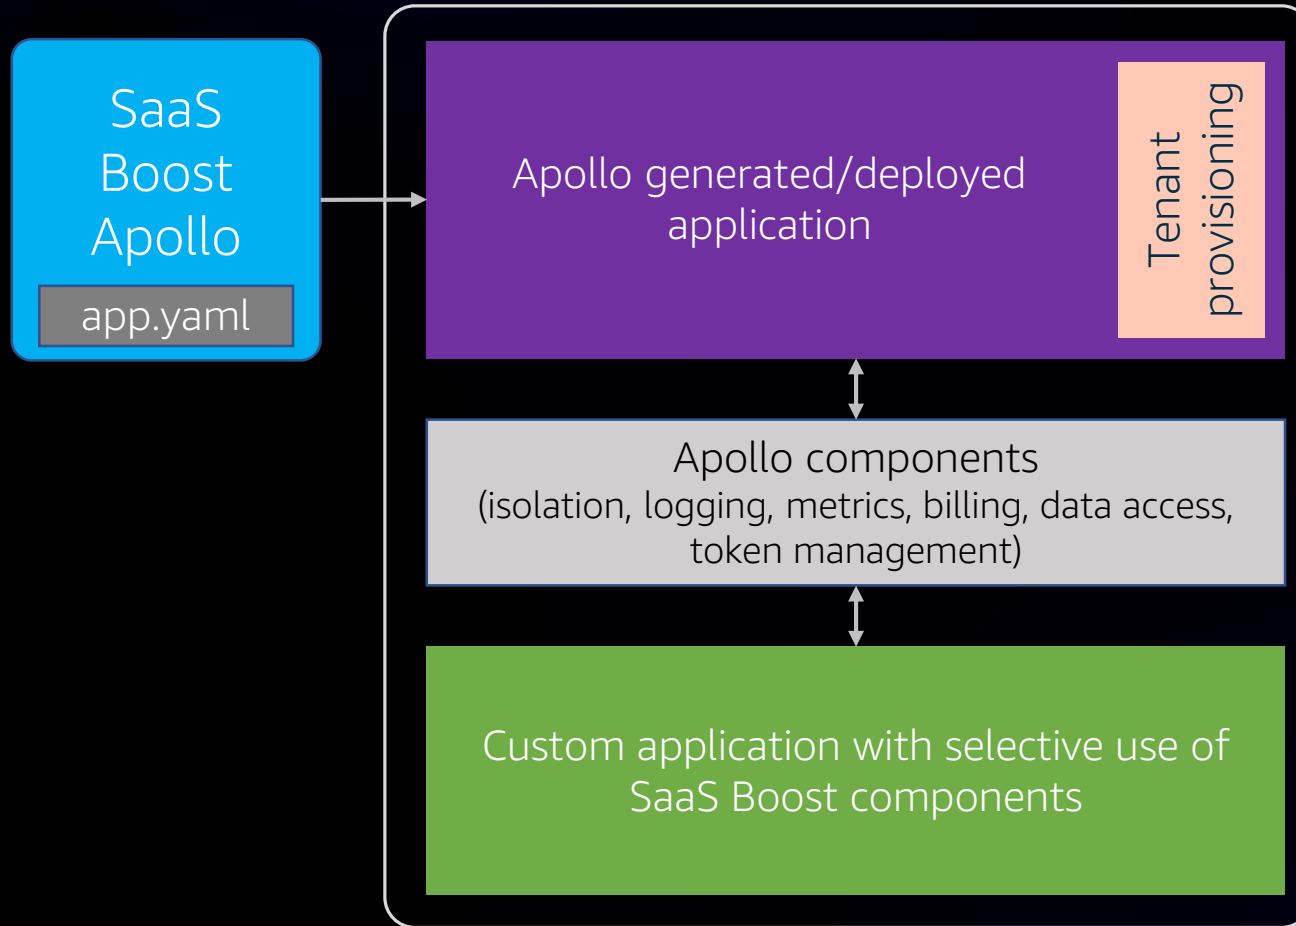 SaaS
Boost
Apollo
app.yaml
Apollo generated/deployed
application
Tenant
provisioning
Apollo components
(isolation, logging, metrics, billing, data access,
token management)
Custom application with selective use of
SaaS Boost components